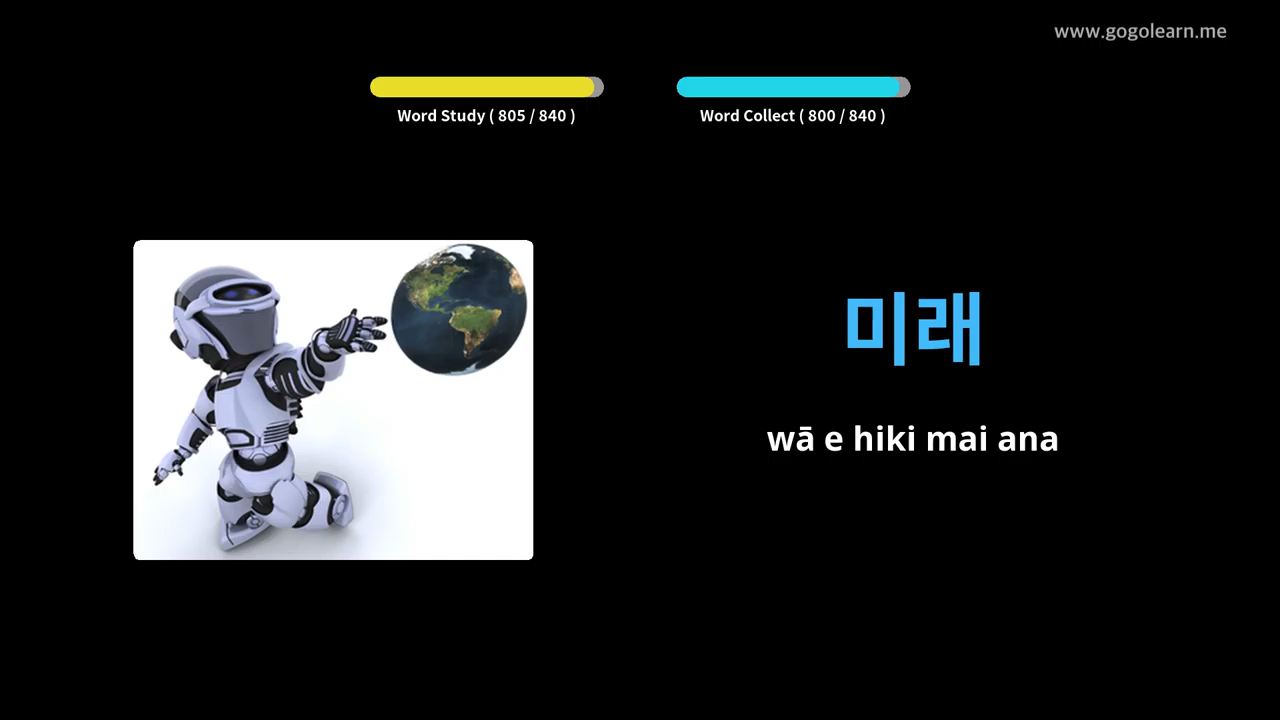 www.gogolearn.me
Word Study ( 805 / 840 )
Word Collect ( 800 / 840 )
미래
wā e hiki mai ana